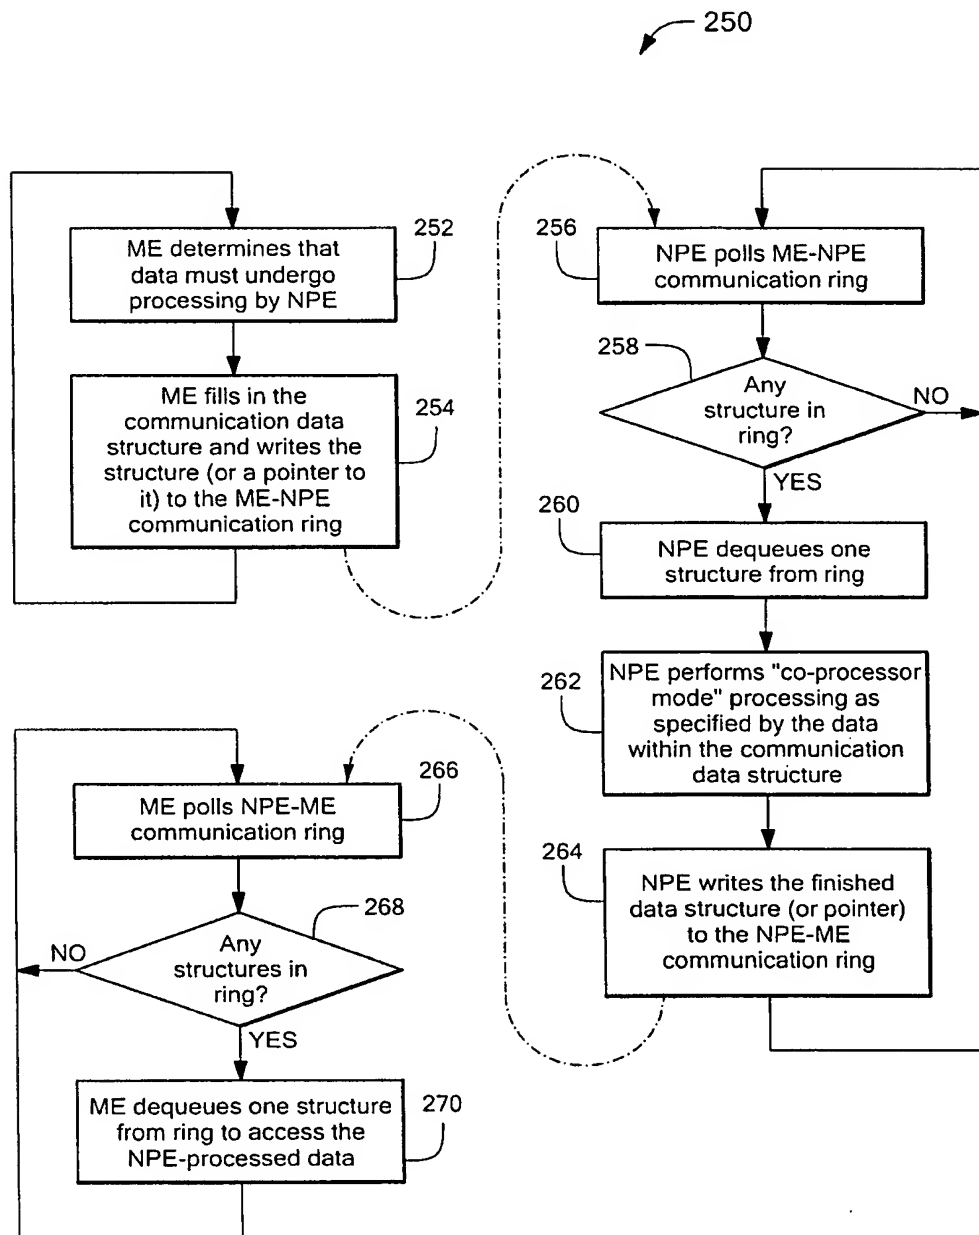 250
252
ME determines that
data must undergo
processing by NPE
254
ME fills in the
communication data
structure and writes the
structure (or a pointer to
it) to the ME-NPE
communication ring
256
NPE polls ME-NPE
communication ring
258
Any
structure in
ring?
NO
YES
260
NPE dequeues one
structure from ring
262
NPE performs "co-processor
mode" processing as
specified by the data
within the communication
data structure
264
NPE writes the finished
data structure (or pointer)
to the NPE-ME
communication ring
266
ME polls NPE-ME
communication ring
268
Any
structures in
ring?
NO
YES
270
ME dequeues one structure
from ring to access the
NPE-processed data